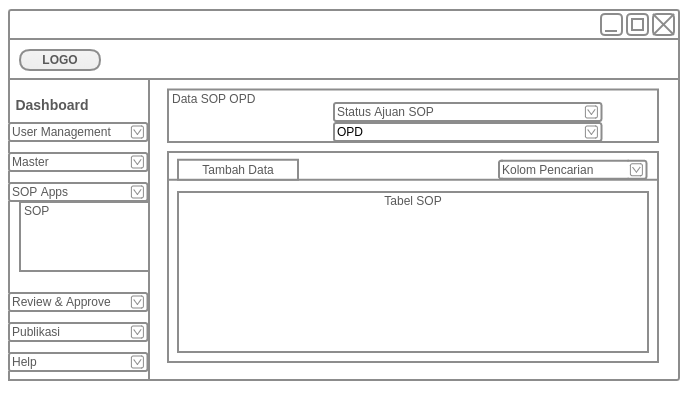 LOGO
Dashboard
User Management
Master
SOP Apps
SOP
Review & Approve
Publikasi
Help
Data SOP OPD
Status Ajuan SOP
OPD
Tambah Data
Kolom Pencarian
Tabel SOP